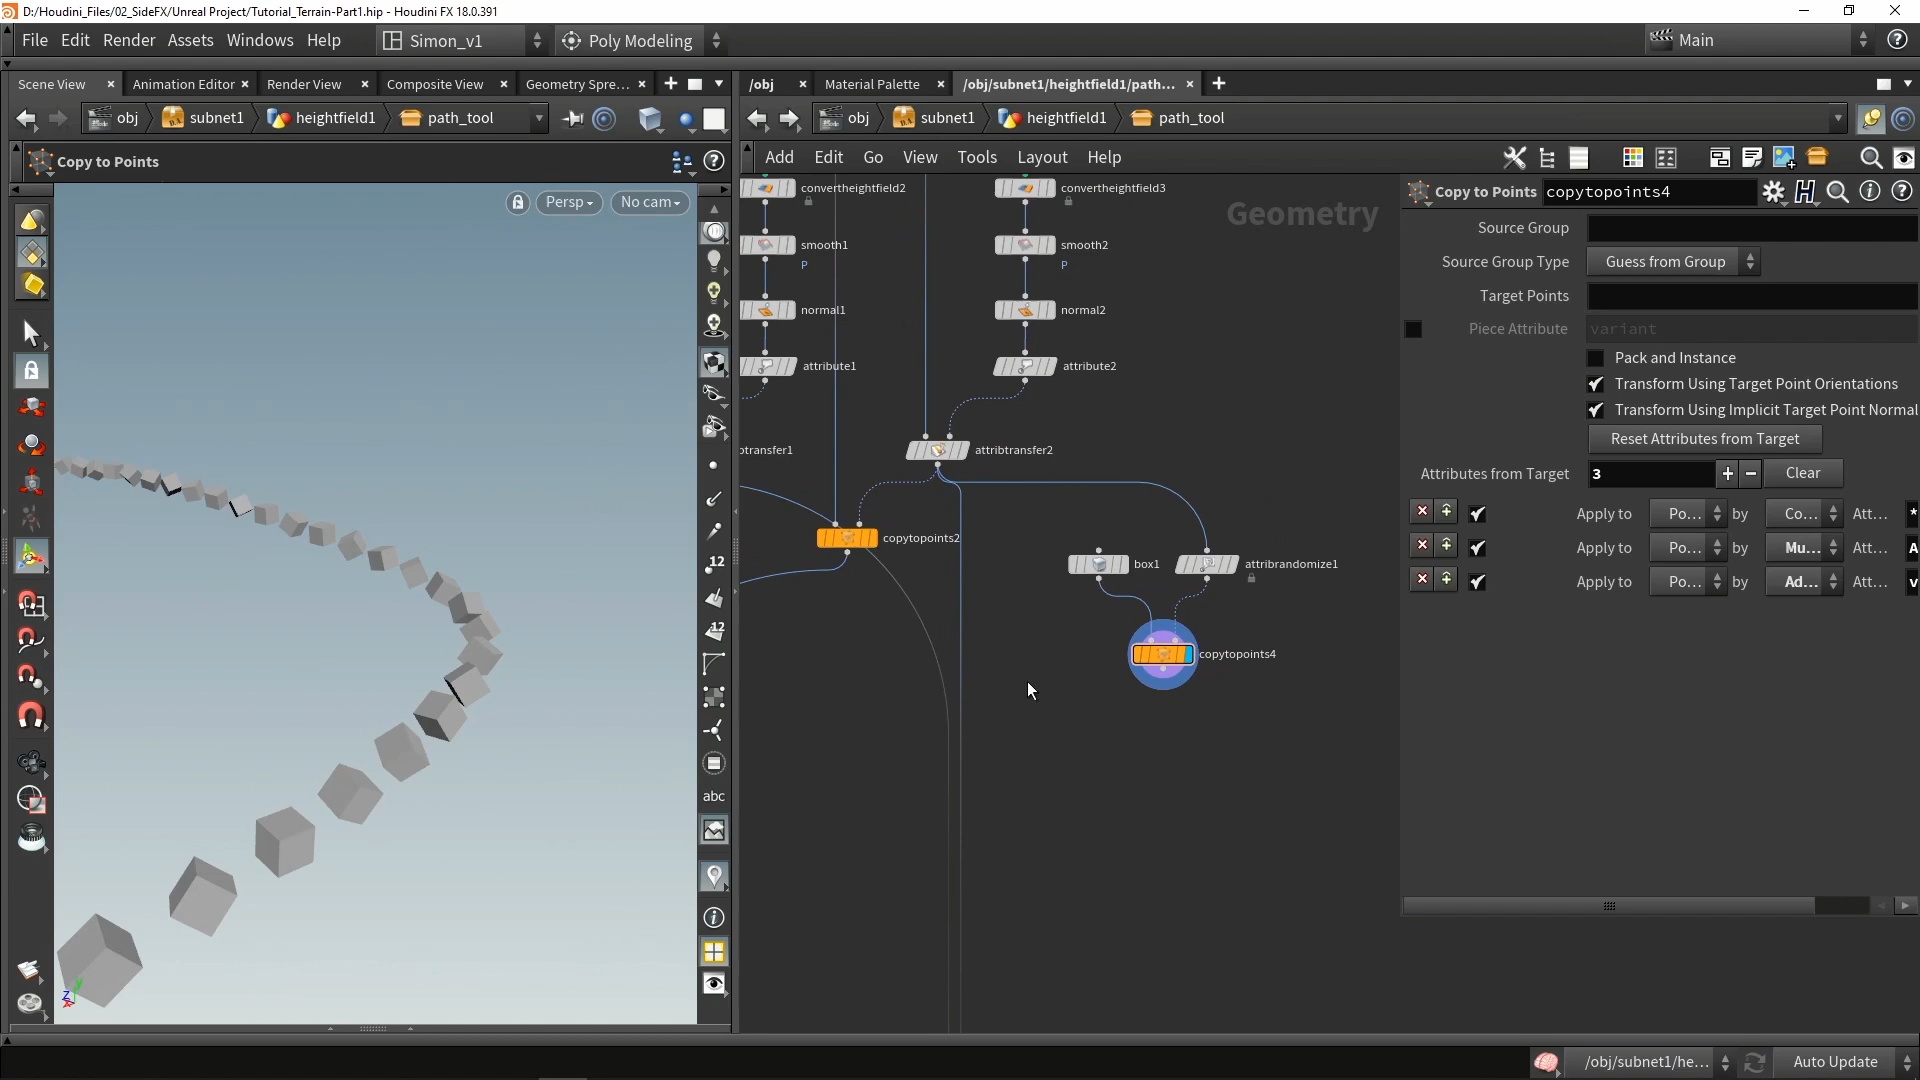 D:/Houdini_Files/02_SideFX/Unreal Project/Tutorial_Terrain-Part1.hip - Houdini FX 18.0.391
File Edit Render Assets Windows Help Simon_v1 Poly Modeling Main
Scene View Animation Editor Render View Composite View Geometry Spre...
/obj Material Palette /obj/subnet1/heightfield1/path...
obj subnet1 heightfield1 path_tool
obj subnet1 heightfield1 path_tool
Copy to Points
Add Edit Go View Tools Layout Help
Persp No cam
Geometry
convertheightfield2
convertheightfield3
smooth1
P
smooth2
P
normal1
normal2
attribute1
attribute2
btransfer1
attribtransfer2
copytopoints2
box1
attribrandomize1
copytopoints4
Copy to Points copytopoints4
Source Group
Source Group Type Guess from Group
Target Points
Piece Attribute variant
Pack and Instance
Transform Using Target Point Orientations
Transform Using Implicit Target Point Normal
Reset Attributes from Target
Attributes from Target 3 Clear
Apply to Po... by Co... Att... *
Apply to Po... by Mu... Att... A
Apply to Po... by Ad... Att... v
12
12
abc
y
z
x
/obj/subnet1/he... Auto Update